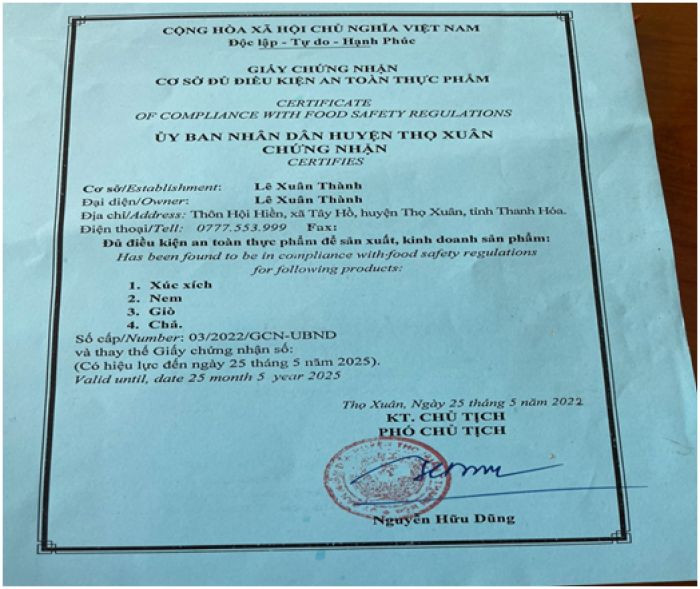 CỘNG HÒA XÃ HỘI CHỦ NGHĨA VIỆT NAM
Độc lập - Tự do - Hạnh Phúc
GIẤY CHỨNG NHẬN
CƠ SỞ ĐỦ ĐIỀU KIỆN AN TOÀN THỰC PHẨM
CERTIFICATE
OF COMPLIANCE WITH FOOD SAFETY REGULATIONS
ỦY BAN NHÂN DÂN HUYỆN THỌ XUÂN
CHỨNG NHẬN
CERTIFIES
Cơ sở/Establishment: Lê Xuân Thành
Đại diện/Owner: Lê Xuân Thành
Địa chỉ/Address: Thôn Hội Hiền, xã Tây Hồ, huyện Thọ Xuân, tỉnh Thanh Hóa.
Điện thoại/Tell: 0777.553.999 Fax:
Đủ điều kiện an toàn thực phẩm để sản xuất, kinh doanh sản phẩm:
Has been found to be in compliance with food safety regulations
for following products:
1. Xúc xích
2. Nem
3. Giò
4. Chả.
Số cấp/Number: 03/2022/GCN-UBND
và thay thế Giấy chứng nhận số:
(Có hiệu lực đến ngày 25 tháng 5 năm 2025).
Valid until, date 25 month 5 year 2025
Thọ Xuân, Ngày 25 tháng 5 năm 2022
KT. CHỦ TỊCH
PHÓ CHỦ TỊCH
Nguyễn Hữu Dũng